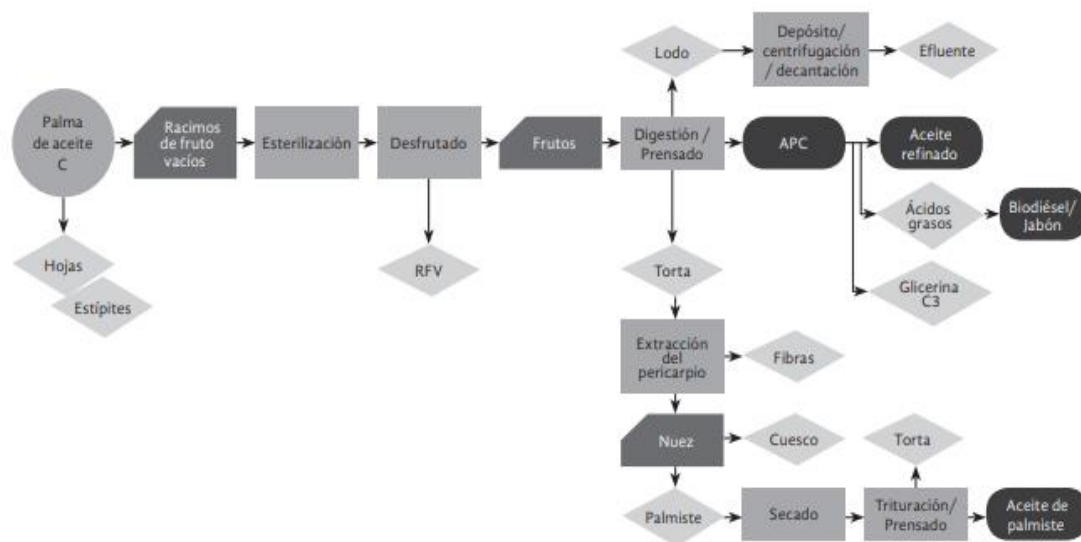 Palma
de aceite
C
Racimos
de fruto
vacíos
Esterilización
Desfrutado
Frutos
Digestión /
Prensado
Lodo
Depósito/
centrifugación
/ decantación
Efluente
APC
Aceite
refinado
Ácidos
grasos
Biodiésel/
Jabón
Glicerina
C3
Hojas
Estípites
RFV
Torta
Extracción
del
pericarpio
Fibras
Nuez
Cuesco
Torta
Palmiste
Secado
Trituración/
Prensado
Aceite de
palmiste